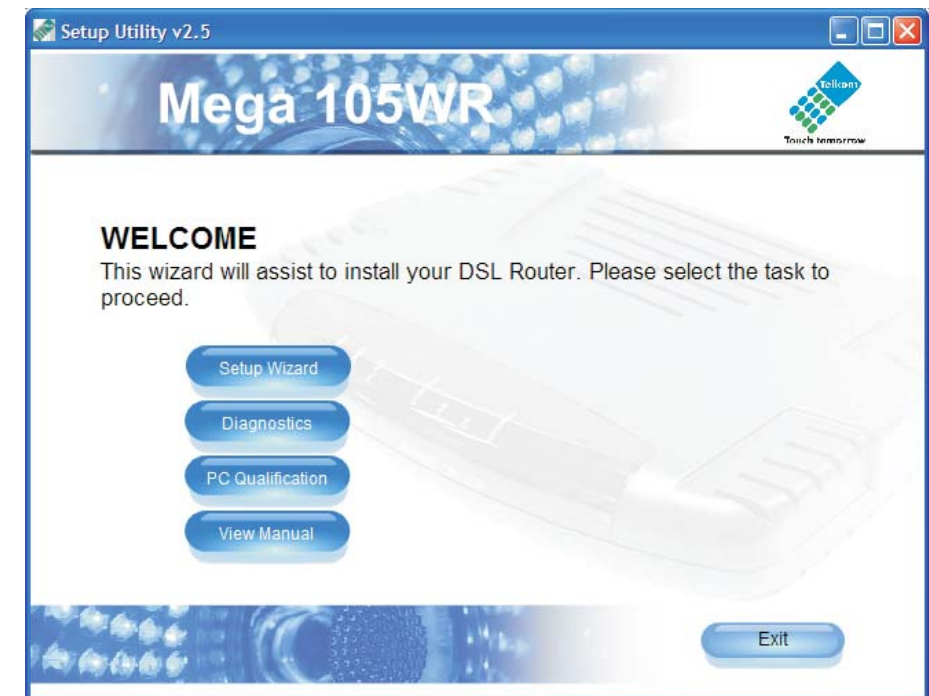 Setup Utility v2.5
Mega 105WR
Telkom
Touch tomorrow
WELCOME
This wizard will assist to install your DSL Router. Please select the task to
proceed.
Setup Wizard
Diagnostics
PC Qualification
View Manual
Exit